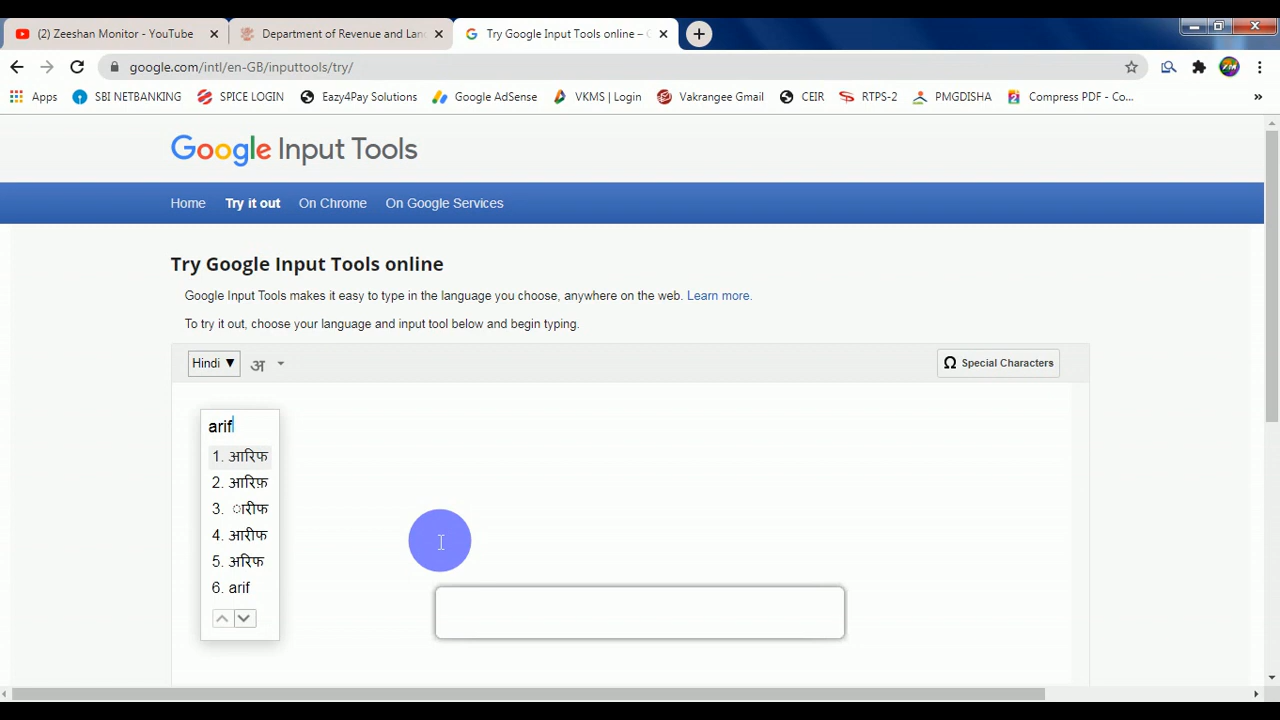 (2) Zeeshan Monitor - YouTube
Department of Revenue and Lan
Try Google Input Tools online –
google.com/intl/en-GB/inputtools/try/
Apps SBI NETBANKING SPICE LOGIN Eazy4Pay Solutions Google AdSense VKMS | Login Vakrangee Gmail CEIR RTPS-2 PMGDISHA Compress PDF - Co... »
Google Input Tools
Home Try it out On Chrome On Google Services
Try Google Input Tools online
Google Input Tools makes it easy to type in the language you choose, anywhere on the web. Learn more.
To try it out, choose your language and input tool below and begin typing.
Hindi ▼ अ Ω Special Characters
arif
1. आरिफ
2. आरिफ़
3. ारीफ
4. आरीफ
5. अरिफ
6. arif